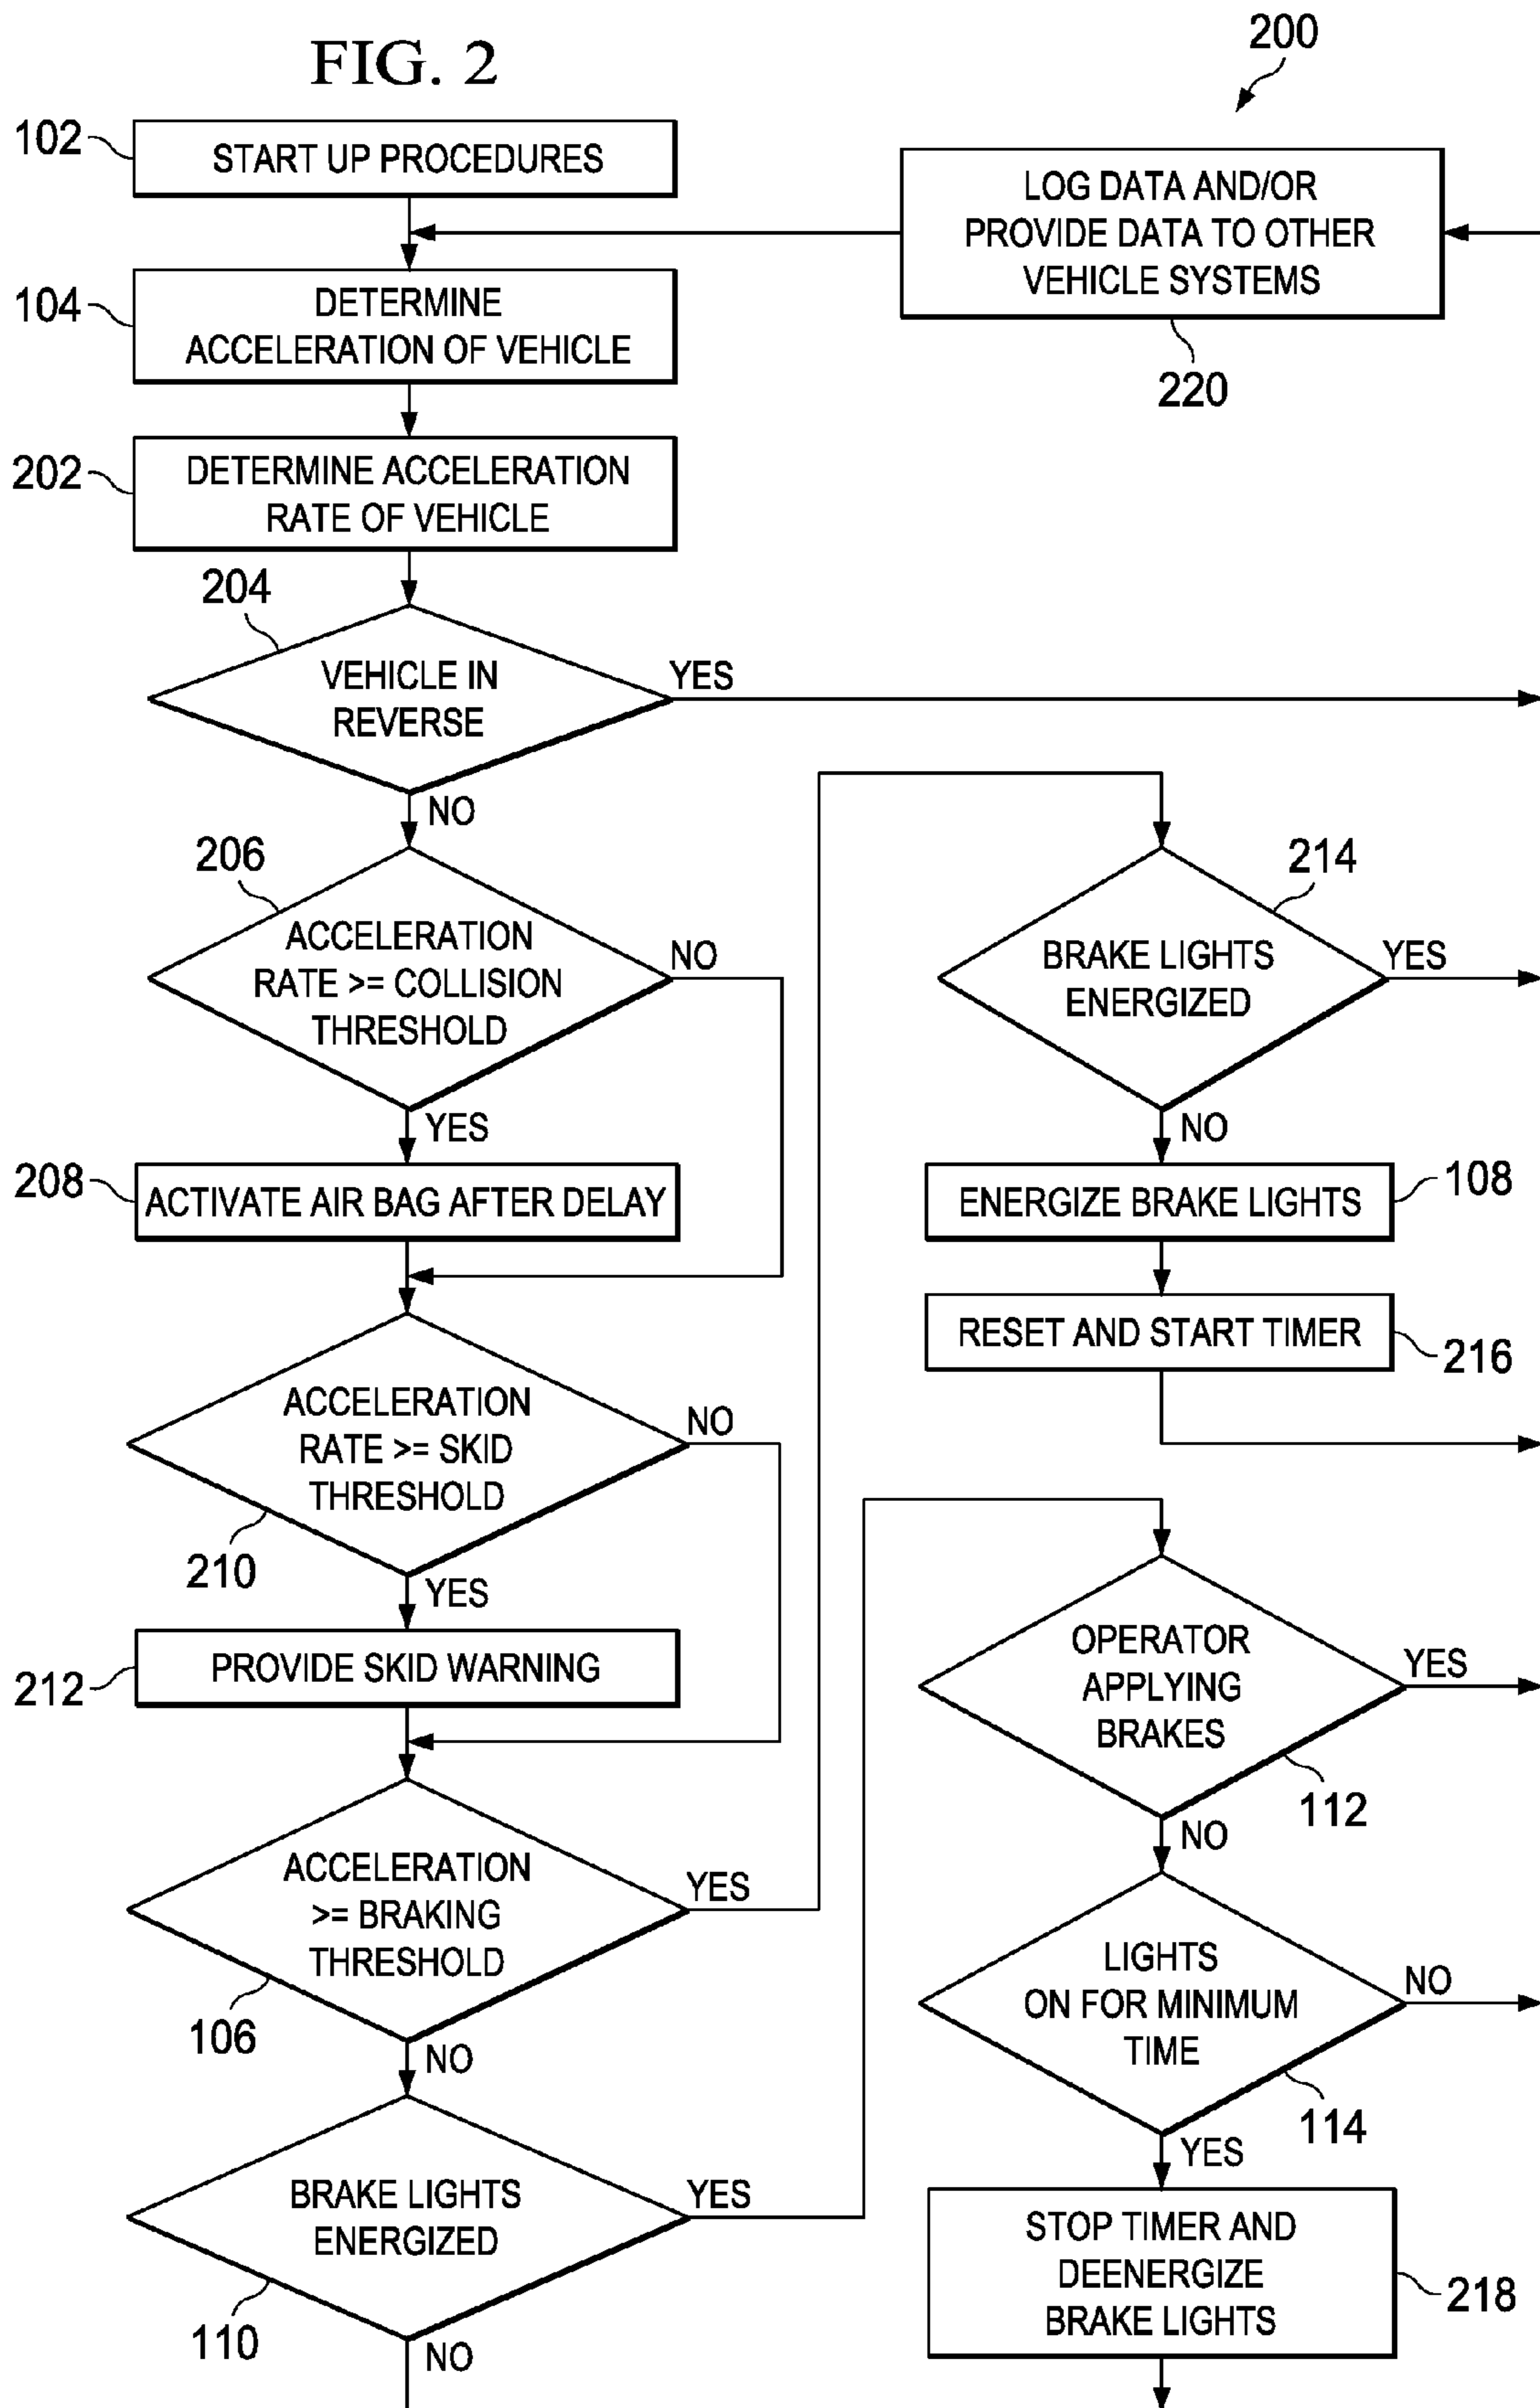 FIG. 2
200
102
START UP PROCEDURES
LOG DATA AND/OR
PROVIDE DATA TO OTHER
VEHICLE SYSTEMS
220
104
DETERMINE
ACCELERATION OF VEHICLE
202
DETERMINE ACCELERATION
RATE OF VEHICLE
204
VEHICLE IN
REVERSE
YES
NO
206
ACCELERATION
RATE >= COLLISION
THRESHOLD
NO
YES
208
ACTIVATE AIR BAG AFTER DELAY
ACCELERATION
RATE >= SKID
THRESHOLD
NO
210
YES
212
PROVIDE SKID WARNING
ACCELERATION
>= BRAKING
THRESHOLD
YES
106
NO
BRAKE LIGHTS
ENERGIZED
YES
110
NO
214
BRAKE LIGHTS
ENERGIZED
YES
NO
ENERGIZE BRAKE LIGHTS
108
RESET AND START TIMER
216
OPERATOR
APPLYING
BRAKES
YES
112
NO
LIGHTS
ON FOR MINIMUM
TIME
NO
114
YES
STOP TIMER AND
DEENERGIZE
BRAKE LIGHTS
218